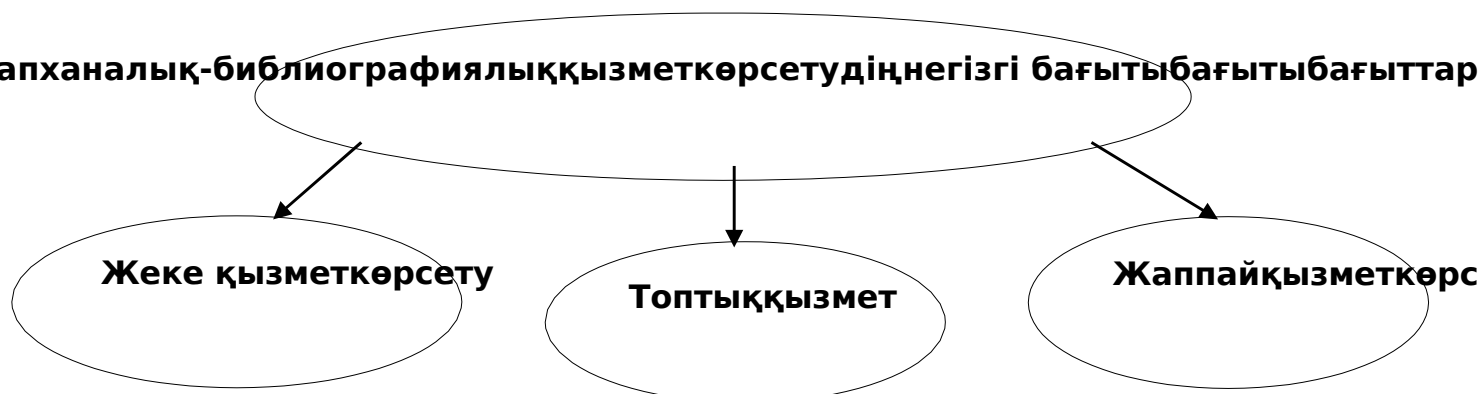 апханалық-библиографиялыққызметкөрсетудіңнегізгі бағытыбағытыбағыттар
Жеке қызметкөрсету
Топтыққызмет
Жаппайқызметкөрс